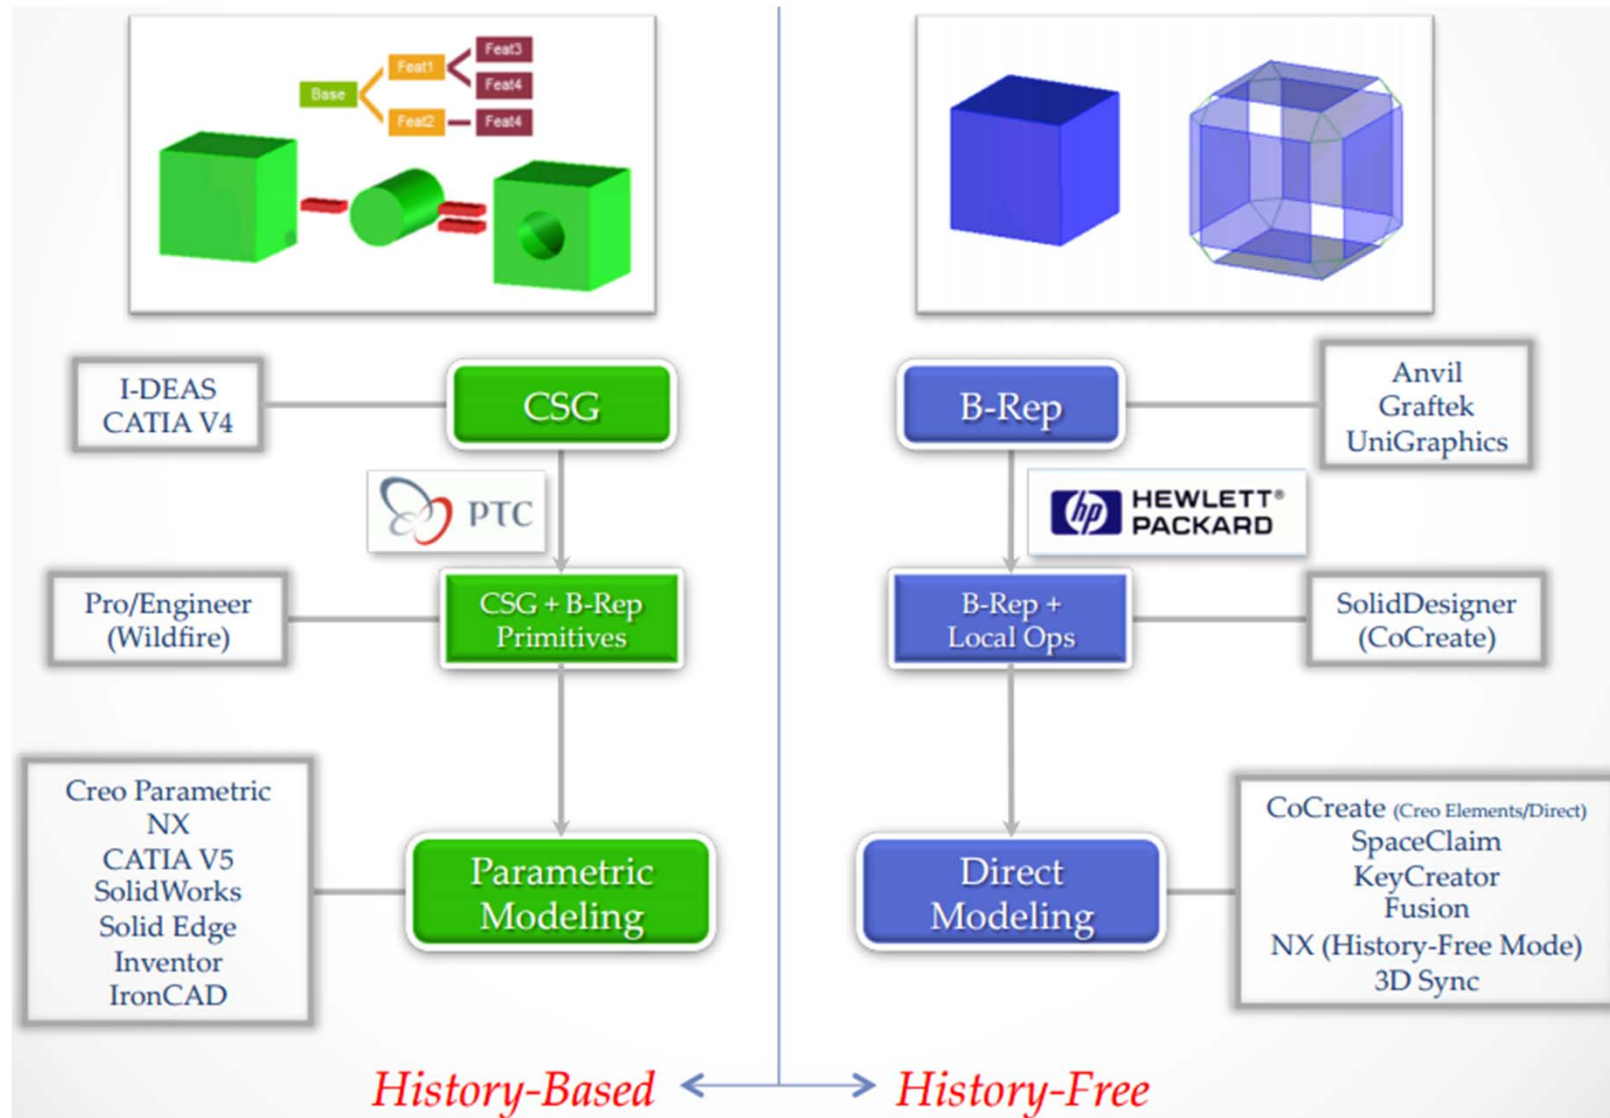 Base
Feat1
Feat2
Feat3
Feat4
Feat4
I-DEAS
CATIA V4
CSG
PTC
Pro/Engineer
(Wildfire)
CSG + B-Rep
Primitives
Creo Parametric
NX
CATIA V5
SolidWorks
Solid Edge
Inventor
IronCAD
Parametric
Modeling
B-Rep
Anvil
Graftek
UniGraphics
hp HEWLETT®
PACKARD
B-Rep +
Local Ops
SolidDesigner
(CoCreate)
Direct
Modeling
CoCreate (Creo Elements/Direct)
SpaceClaim
KeyCreator
Fusion
NX (History-Free Mode)
3D Sync
History-Based
History-Free